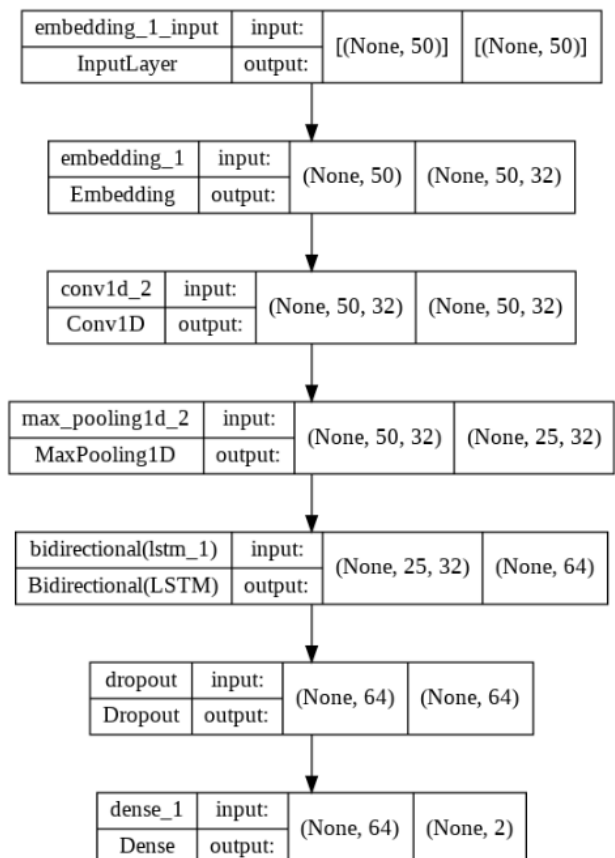 embedding_1_input input: [(None, 50)] [(None, 50)]
InputLayer output:
embedding_1 input: (None, 50) (None, 50, 32)
Embedding output:
conv1d_2 input: (None, 50, 32) (None, 50, 32)
Conv1D output:
max_pooling1d_2 input: (None, 50, 32) (None, 25, 32)
MaxPooling1D output:
bidirectional(lstm_1) input: (None, 25, 32) (None, 64)
Bidirectional(LSTM) output:
dropout input: (None, 64) (None, 64)
Dropout output:
dense_1 input: (None, 64) (None, 2)
Dense output: